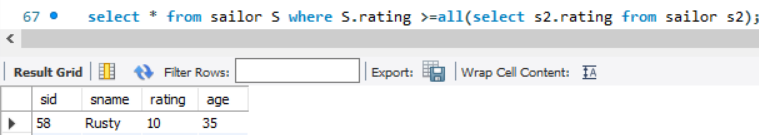 67 select * from sailor S where S.rating >=all(select s2.rating from sailor s2);
Result Grid Filter Rows: Export: Wrap Cell Content:
sid sname rating age
58 Rusty 10 35